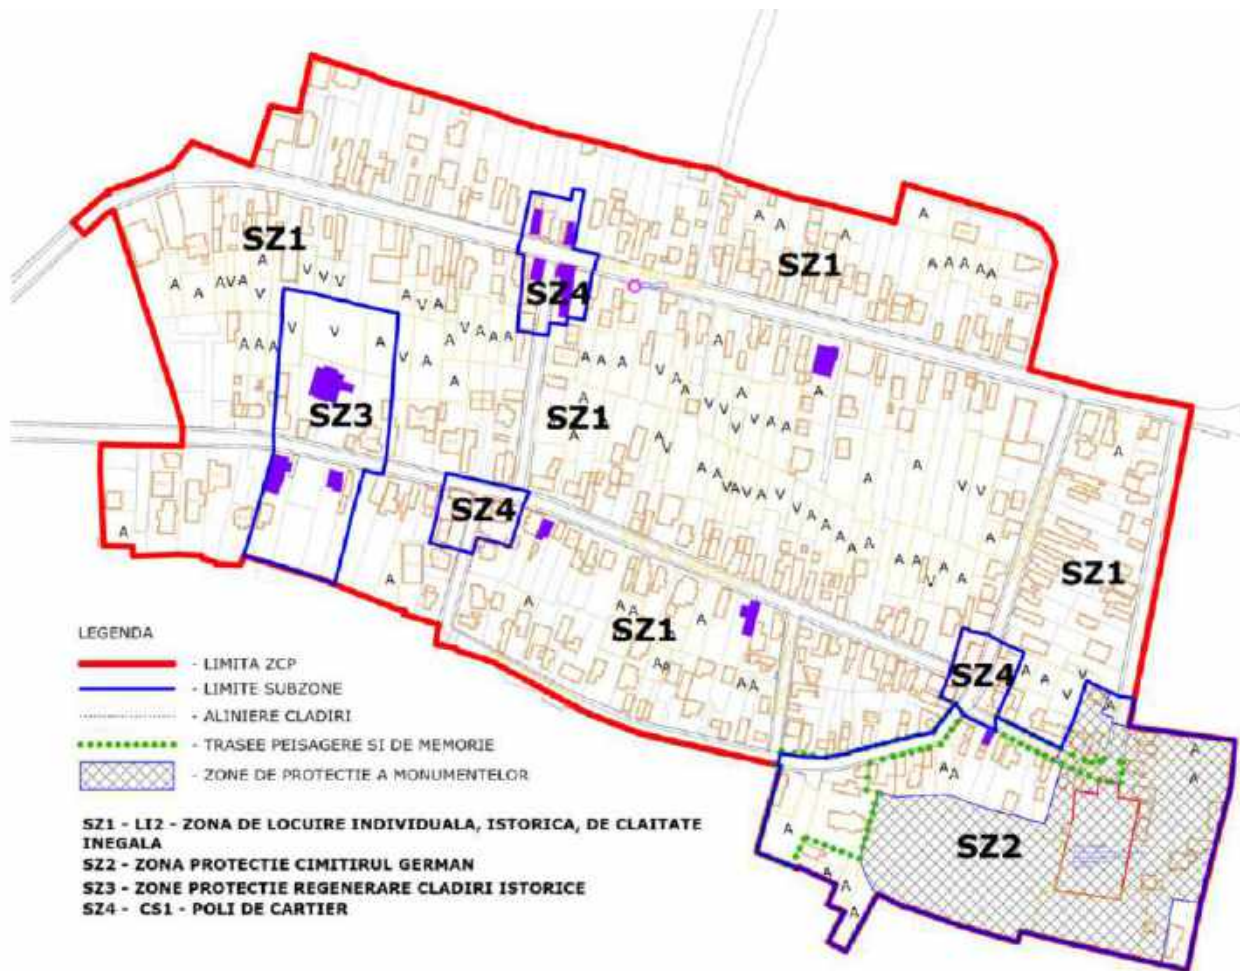 SZ1
SZ1
SZ4
SZ3
SZ1
SZ4
SZ1
SZ1
SZ4
SZ2
LEGENDA
- LIMITA ZCP
- LIMITE SUBZONE
- ALINIERE CLADIRI
- TRASEE PEISAGERE SI DE MEMORIE
- ZONE DE PROTECTIE A MONUMENTELOR
SZ1 - LI2 - ZONA DE LOCUIRE INDIVIDUALA, ISTORICA, DE CLAITATE
INEGALA
SZ2 - ZONA PROTECTIE CIMITIRUL GERMAN
SZ3 - ZONE PROTECTIE REGENERARE CLADIRI ISTORICE
SZ4 - CS1 - POLI DE CARTIER